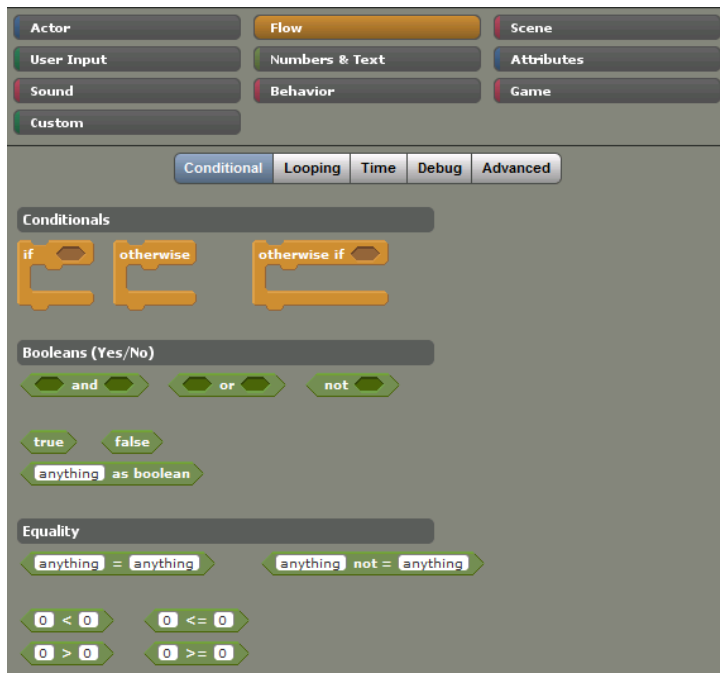 Actor Flow Scene
User Input Numbers & Text Attributes
Sound Behavior Game
Custom
Conditional Looping Time Debug Advanced
Conditionals
if otherwise otherwise if
Booleans (Yes/No)
and or not
true false
anything as boolean
Equality
anything = anything anything not = anything
0 < 0 0 <= 0
0 > 0 0 >= 0